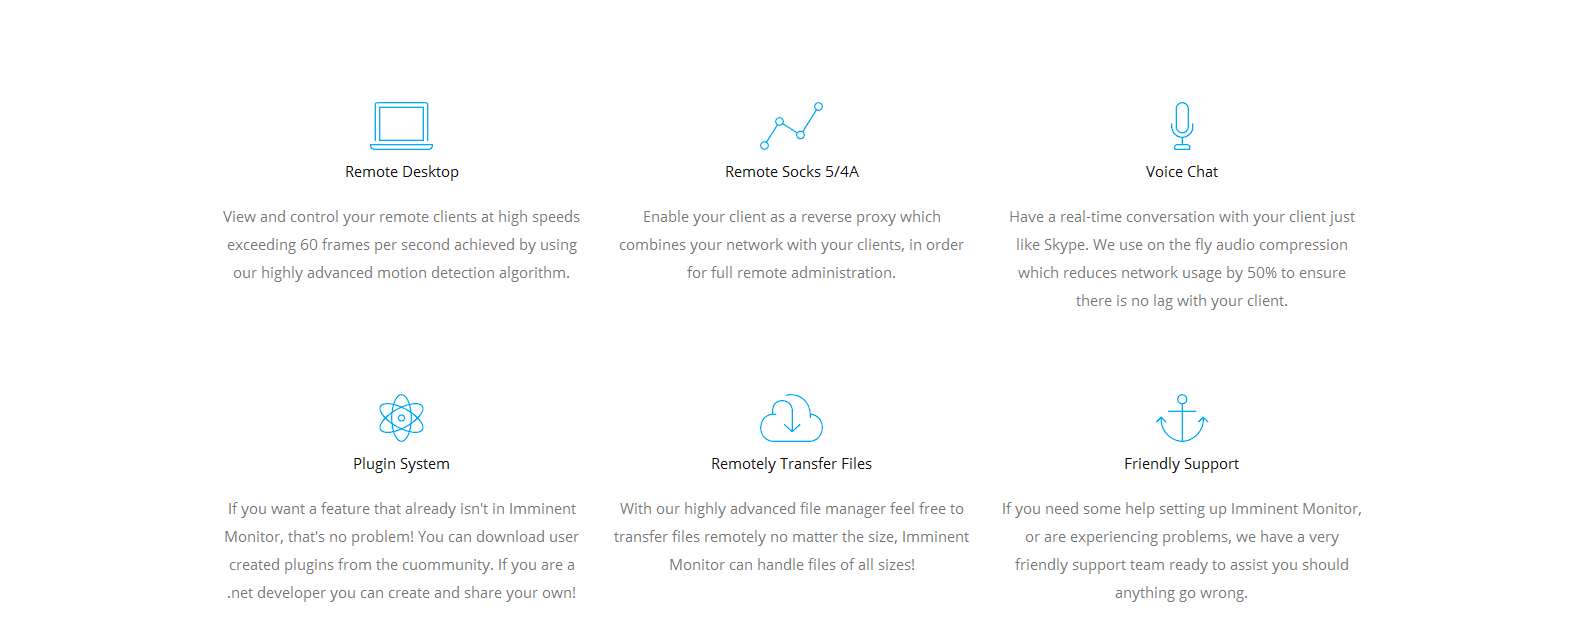 Remote Desktop
View and control your remote clients at high speeds
exceeding 60 frames per second achieved by using
our highly advanced motion detection algorithm.
Remote Socks 5/4A
Enable your client as a reverse proxy which
combines your network with your clients, in order
for full remote administration.
Voice Chat
Have a real-time conversation with your client just
like Skype. We use on the fly audio compression
which reduces network usage by 50% to ensure
there is no lag with your client.
Plugin System
If you want a feature that already isn't in Imminent
Monitor, that's no problem! You can download user
created plugins from the cuommunity. If you are a
.net developer you can create and share your own!
Remotely Transfer Files
With our highly advanced file manager feel free to
transfer files remotely no matter the size, Imminent
Monitor can handle files of all sizes!
Friendly Support
If you need some help setting up Imminent Monitor,
or are experiencing problems, we have a very
friendly support team ready to assist you should
anything go wrong.